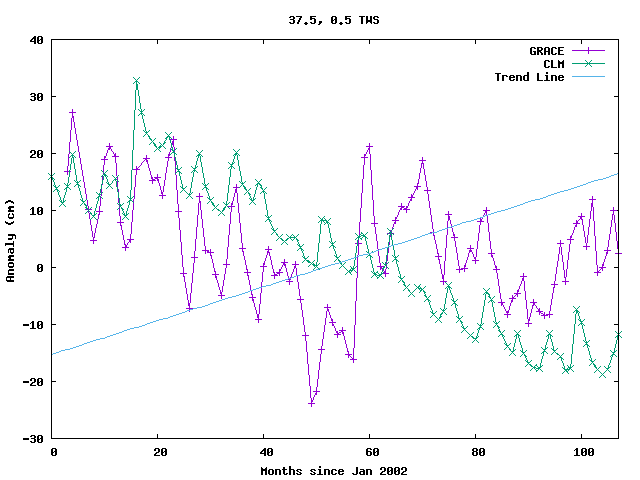 37.5, 0.5 TWS
GRACE
CLM
Trend Line
40
30
20
10
0
-10
-20
-30
Anomaly (cm)
0 20 40 60 80 100
Months since Jan 2002